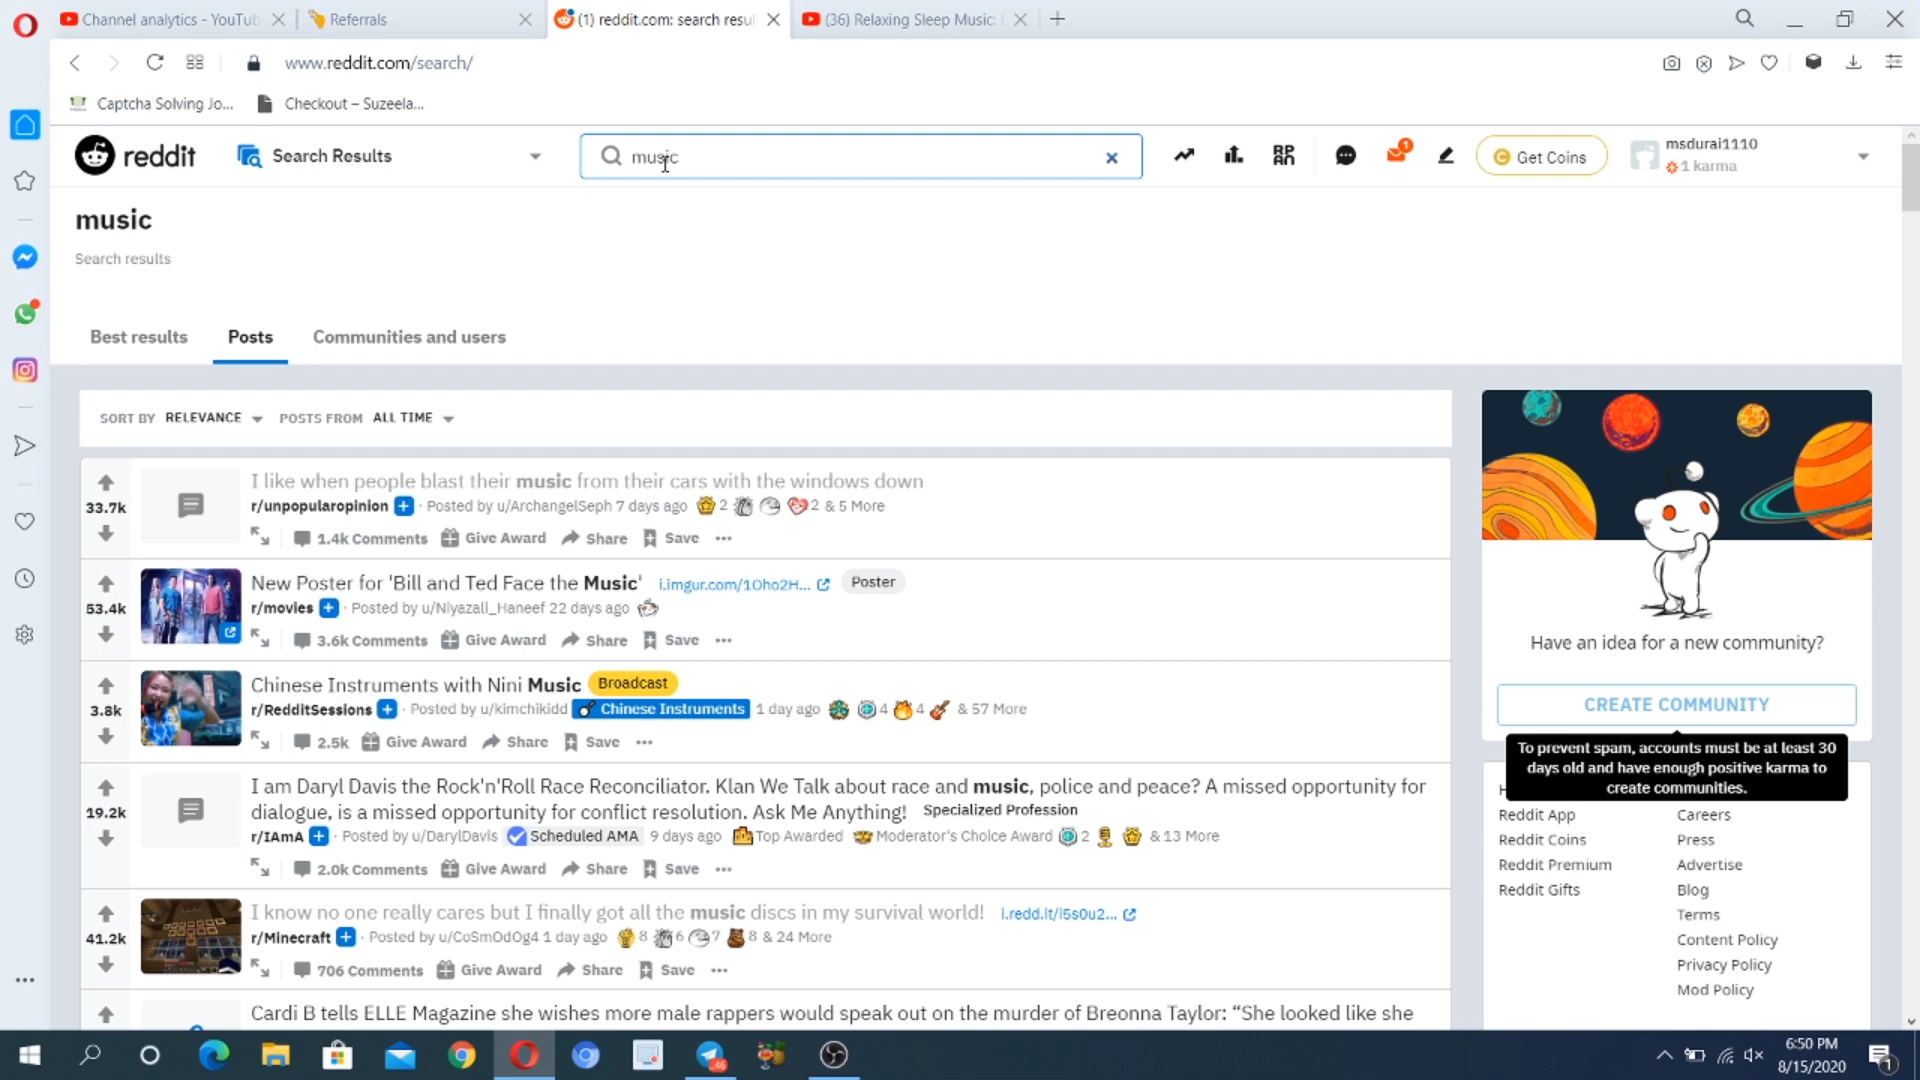 Channel analytics - YouTub
Referrals
(1) reddit.com: search resul
(36) Relaxing Sleep Music:
www.reddit.com/search/
Captcha Solving Jo...
Checkout – Suzeela...
reddit
Search Results
music
1
Get Coins
msdurai1110
1 karma
music
Search results
Best results
Posts
Communities and users
SORT BY RELEVANCE POSTS FROM ALL TIME
33.7k
I like when people blast their music from their cars with the windows down
r/unpopularopinion · Posted by u/ArchangelSeph 7 days ago 2 2 & 5 More
1.4k Comments Give Award Share Save ...
53.4k
New Poster for 'Bill and Ted Face the Music' i.imgur.com/1Oho2H... Poster
r/movies · Posted by u/Niyazall_Haneef 22 days ago
3.6k Comments Give Award Share Save ...
3.8k
Chinese Instruments with Nini Music Broadcast
r/RedditSessions · Posted by u/kimchikidd Chinese Instruments 1 day ago 4 4 & 57 More
2.5k Give Award Share Save ...
19.2k
I am Daryl Davis the Rock'n'Roll Race Reconciliator. Klan We Talk about race and music, police and peace? A missed opportunity for
dialogue, is a missed opportunity for conflict resolution. Ask Me Anything! Specialized Profession
r/IAmA · Posted by u/DarylDavis Scheduled AMA 9 days ago Top Awarded Moderator's Choice Award 2 & 13 More
2.0k Comments Give Award Share Save ...
41.2k
I know no one really cares but I finally got all the music discs in my survival world! i.redd.it/i5s0u2...
r/Minecraft · Posted by u/CoSmOdOg4 1 day ago 8 6 7 8 & 24 More
706 Comments Give Award Share Save ...
Cardi B tells ELLE Magazine she wishes more male rappers would speak out on the murder of Breonna Taylor: “She looked like she
Have an idea for a new community?
CREATE COMMUNITY
To prevent spam, accounts must be at least 30
days old and have enough positive karma to
create communities.
Reddit App
Reddit Coins
Reddit Premium
Reddit Gifts
Careers
Press
Advertise
Blog
Terms
Content Policy
Privacy Policy
Mod Policy
6:50 PM
8/15/2020
1